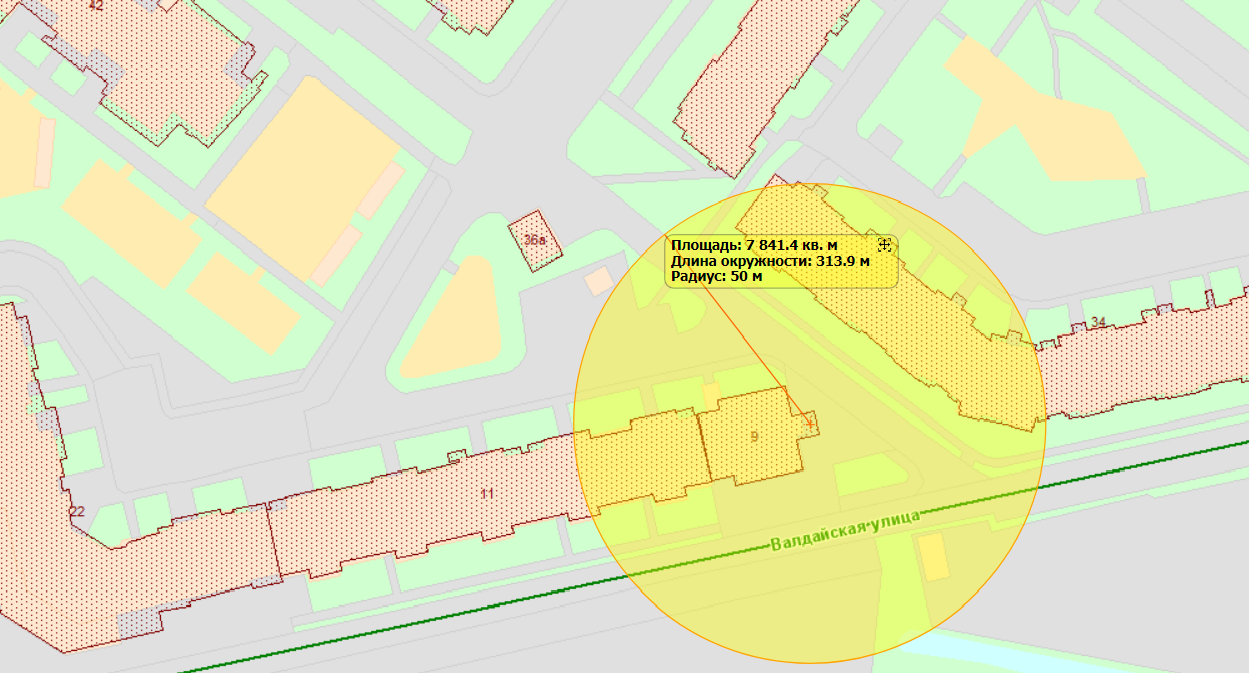 42
36а
Площадь: 7 841.4 кв. м
Длина окружности: 313.9 м
Радиус: 50 м
34
9
11
22
Валдайская улица